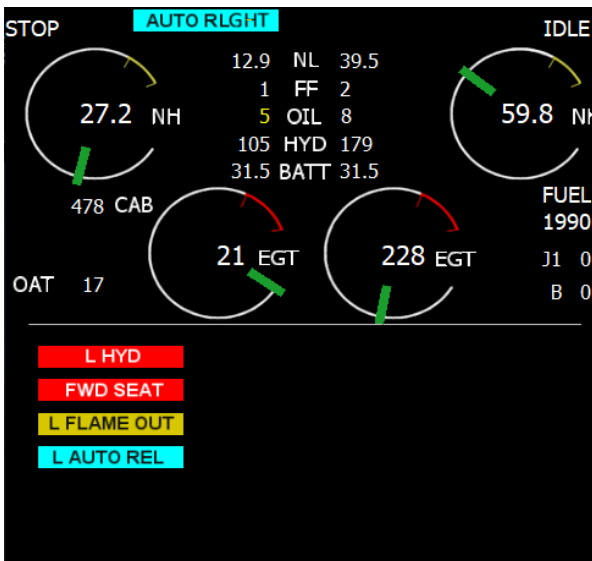 STOP AUTO RLGHT IDLE
12.9 NL 39.5
1 FF 2
27.2 NH 5 OIL 8 59.8
105 HYD 179
31.5 BATT 31.5
478 CAB FUEL
1990
21 EGT 228 EGT J1 0
OAT 17 B 0
L HYD
FWD SEAT
L FLAME OUT
L AUTO REL